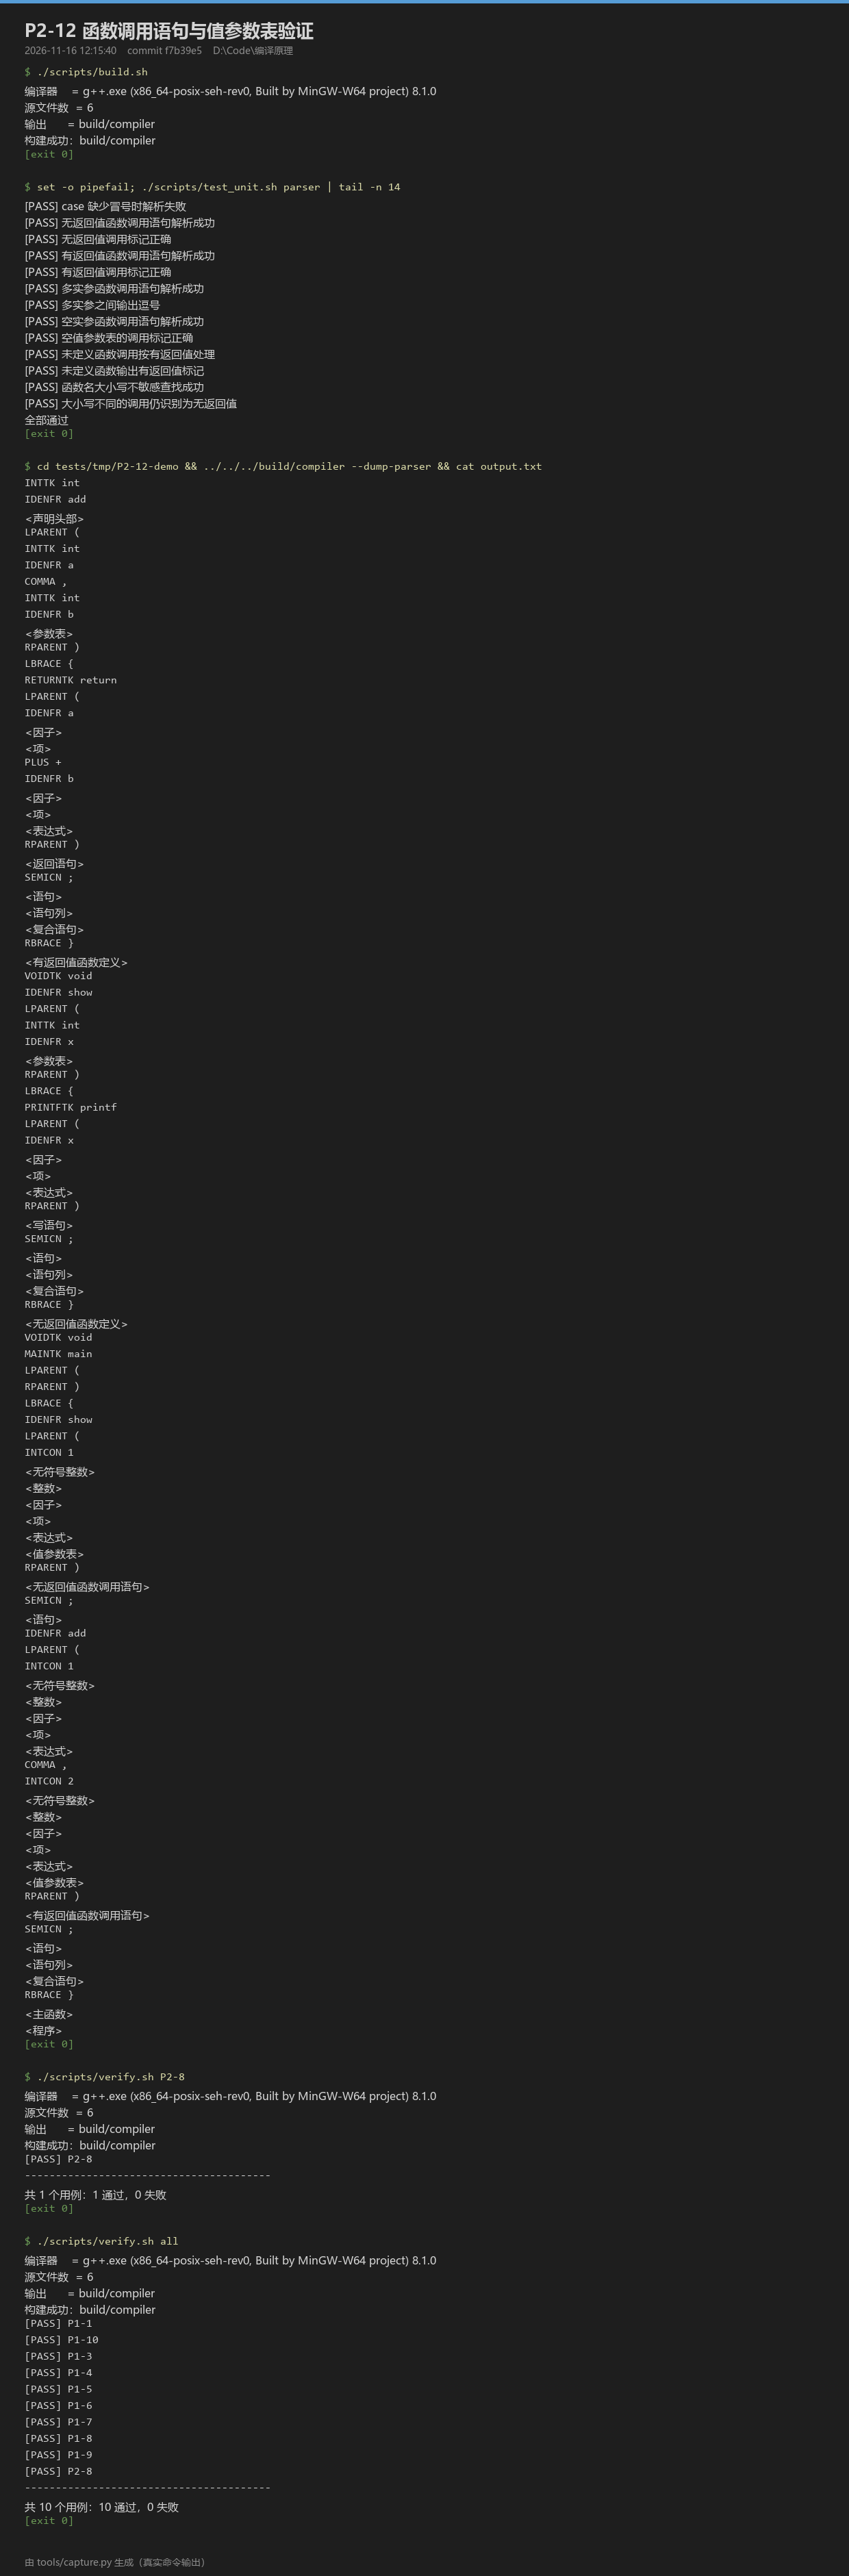 P2-12 函数调用语句与值参数表验证
2026-11-16 12:15:40 commit f7b39e5 D:\Code\编译原理
$ ./scripts/build.sh
编译器 = g++.exe (x86_64-posix-seh-rev0, Built by MinGW-W64 project) 8.1.0
源文件数 = 6
输出 = build/compiler
构建成功：build/compiler
[exit 0]
$ set -o pipefail; ./scripts/test_unit.sh parser | tail -n 14
[PASS] case 缺少冒号时解析失败
[PASS] 无返回值函数调用语句解析成功
[PASS] 无返回值调用标记正确
[PASS] 有返回值函数调用语句解析成功
[PASS] 有返回值调用标记正确
[PASS] 多实参函数调用语句解析成功
[PASS] 多实参之间输出逗号
[PASS] 空实参函数调用语句解析成功
[PASS] 空值参数表的调用标记正确
[PASS] 未定义函数调用按有返回值处理
[PASS] 未定义函数输出有返回值标记
[PASS] 函数名大小写不敏感查找成功
[PASS] 大小写不同的调用仍识别为无返回值
全部通过
[exit 0]
$ cd tests/tmp/P2-12-demo && ../../../build/compiler --dump-parser && cat output.txt
INTTK int
IDENFR add
<声明头部>
LPARENT (
INTTK int
IDENFR a
COMMA ,
INTTK int
IDENFR b
<参数表>
RPARENT )
LBRACE {
RETURNTK return
LPARENT (
IDENFR a
<因子>
<项>
PLUS +
IDENFR b
<因子>
<项>
<表达式>
RPARENT )
<返回语句>
SEMICN ;
<语句>
<语句列>
<复合语句>
RBRACE }
<有返回值函数定义>
VOIDTK void
IDENFR show
LPARENT (
INTTK int
IDENFR x
<参数表>
RPARENT )
LBRACE {
PRINTFTK printf
LPARENT (
IDENFR x
<因子>
<项>
<表达式>
RPARENT )
<写语句>
SEMICN ;
<语句>
<语句列>
<复合语句>
RBRACE }
<无返回值函数定义>
VOIDTK void
MAINTK main
LPARENT (
RPARENT )
LBRACE {
IDENFR show
LPARENT (
INTCON 1
<无符号整数>
<整数>
<因子>
<项>
<表达式>
<值参数表>
RPARENT )
<无返回值函数调用语句>
SEMICN ;
<语句>
IDENFR add
LPARENT (
INTCON 1
<无符号整数>
<整数>
<因子>
<项>
<表达式>
COMMA ,
INTCON 2
<无符号整数>
<整数>
<因子>
<项>
<表达式>
<值参数表>
RPARENT )
<有返回值函数调用语句>
SEMICN ;
<语句>
<语句列>
<复合语句>
RBRACE }
<主函数>
<程序>
[exit 0]
$ ./scripts/verify.sh P2-8
编译器 = g++.exe (x86_64-posix-seh-rev0, Built by MinGW-W64 project) 8.1.0
源文件数 = 6
输出 = build/compiler
构建成功：build/compiler
[PASS] P2-8
----------------------------------------
共 1 个用例：1 通过，0 失败
[exit 0]
$ ./scripts/verify.sh all
编译器 = g++.exe (x86_64-posix-seh-rev0, Built by MinGW-W64 project) 8.1.0
源文件数 = 6
输出 = build/compiler
构建成功：build/compiler
[PASS] P1-1
[PASS] P1-10
[PASS] P1-3
[PASS] P1-4
[PASS] P1-5
[PASS] P1-6
[PASS] P1-7
[PASS] P1-8
[PASS] P1-9
[PASS] P2-8
----------------------------------------
共 10 个用例：10 通过，0 失败
[exit 0]
由 tools/capture.py 生成（真实命令输出）